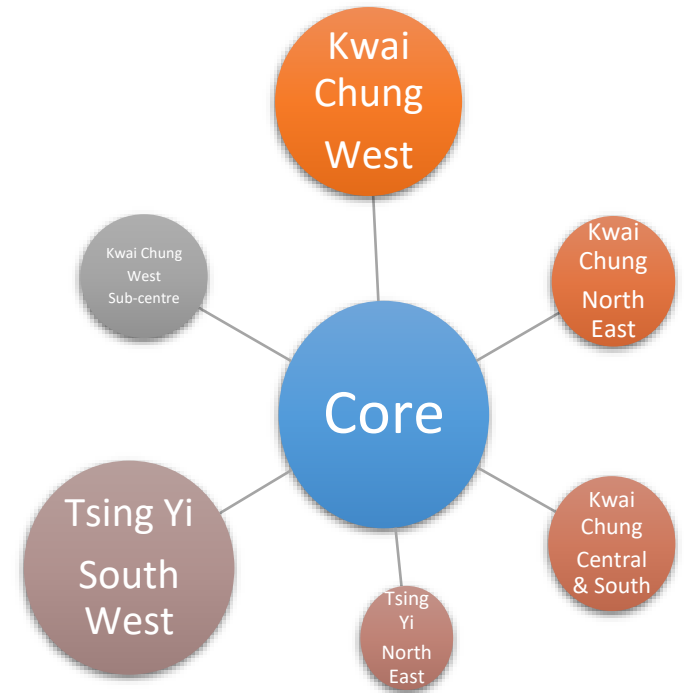 Kwai
Chung
West
Kwai
Chung
North
East
Kwai Chung
West
Sub-centre
Core
Kwai
Chung
Central
& South
Tsing Yi
South
West
Tsing
Yi
North
East